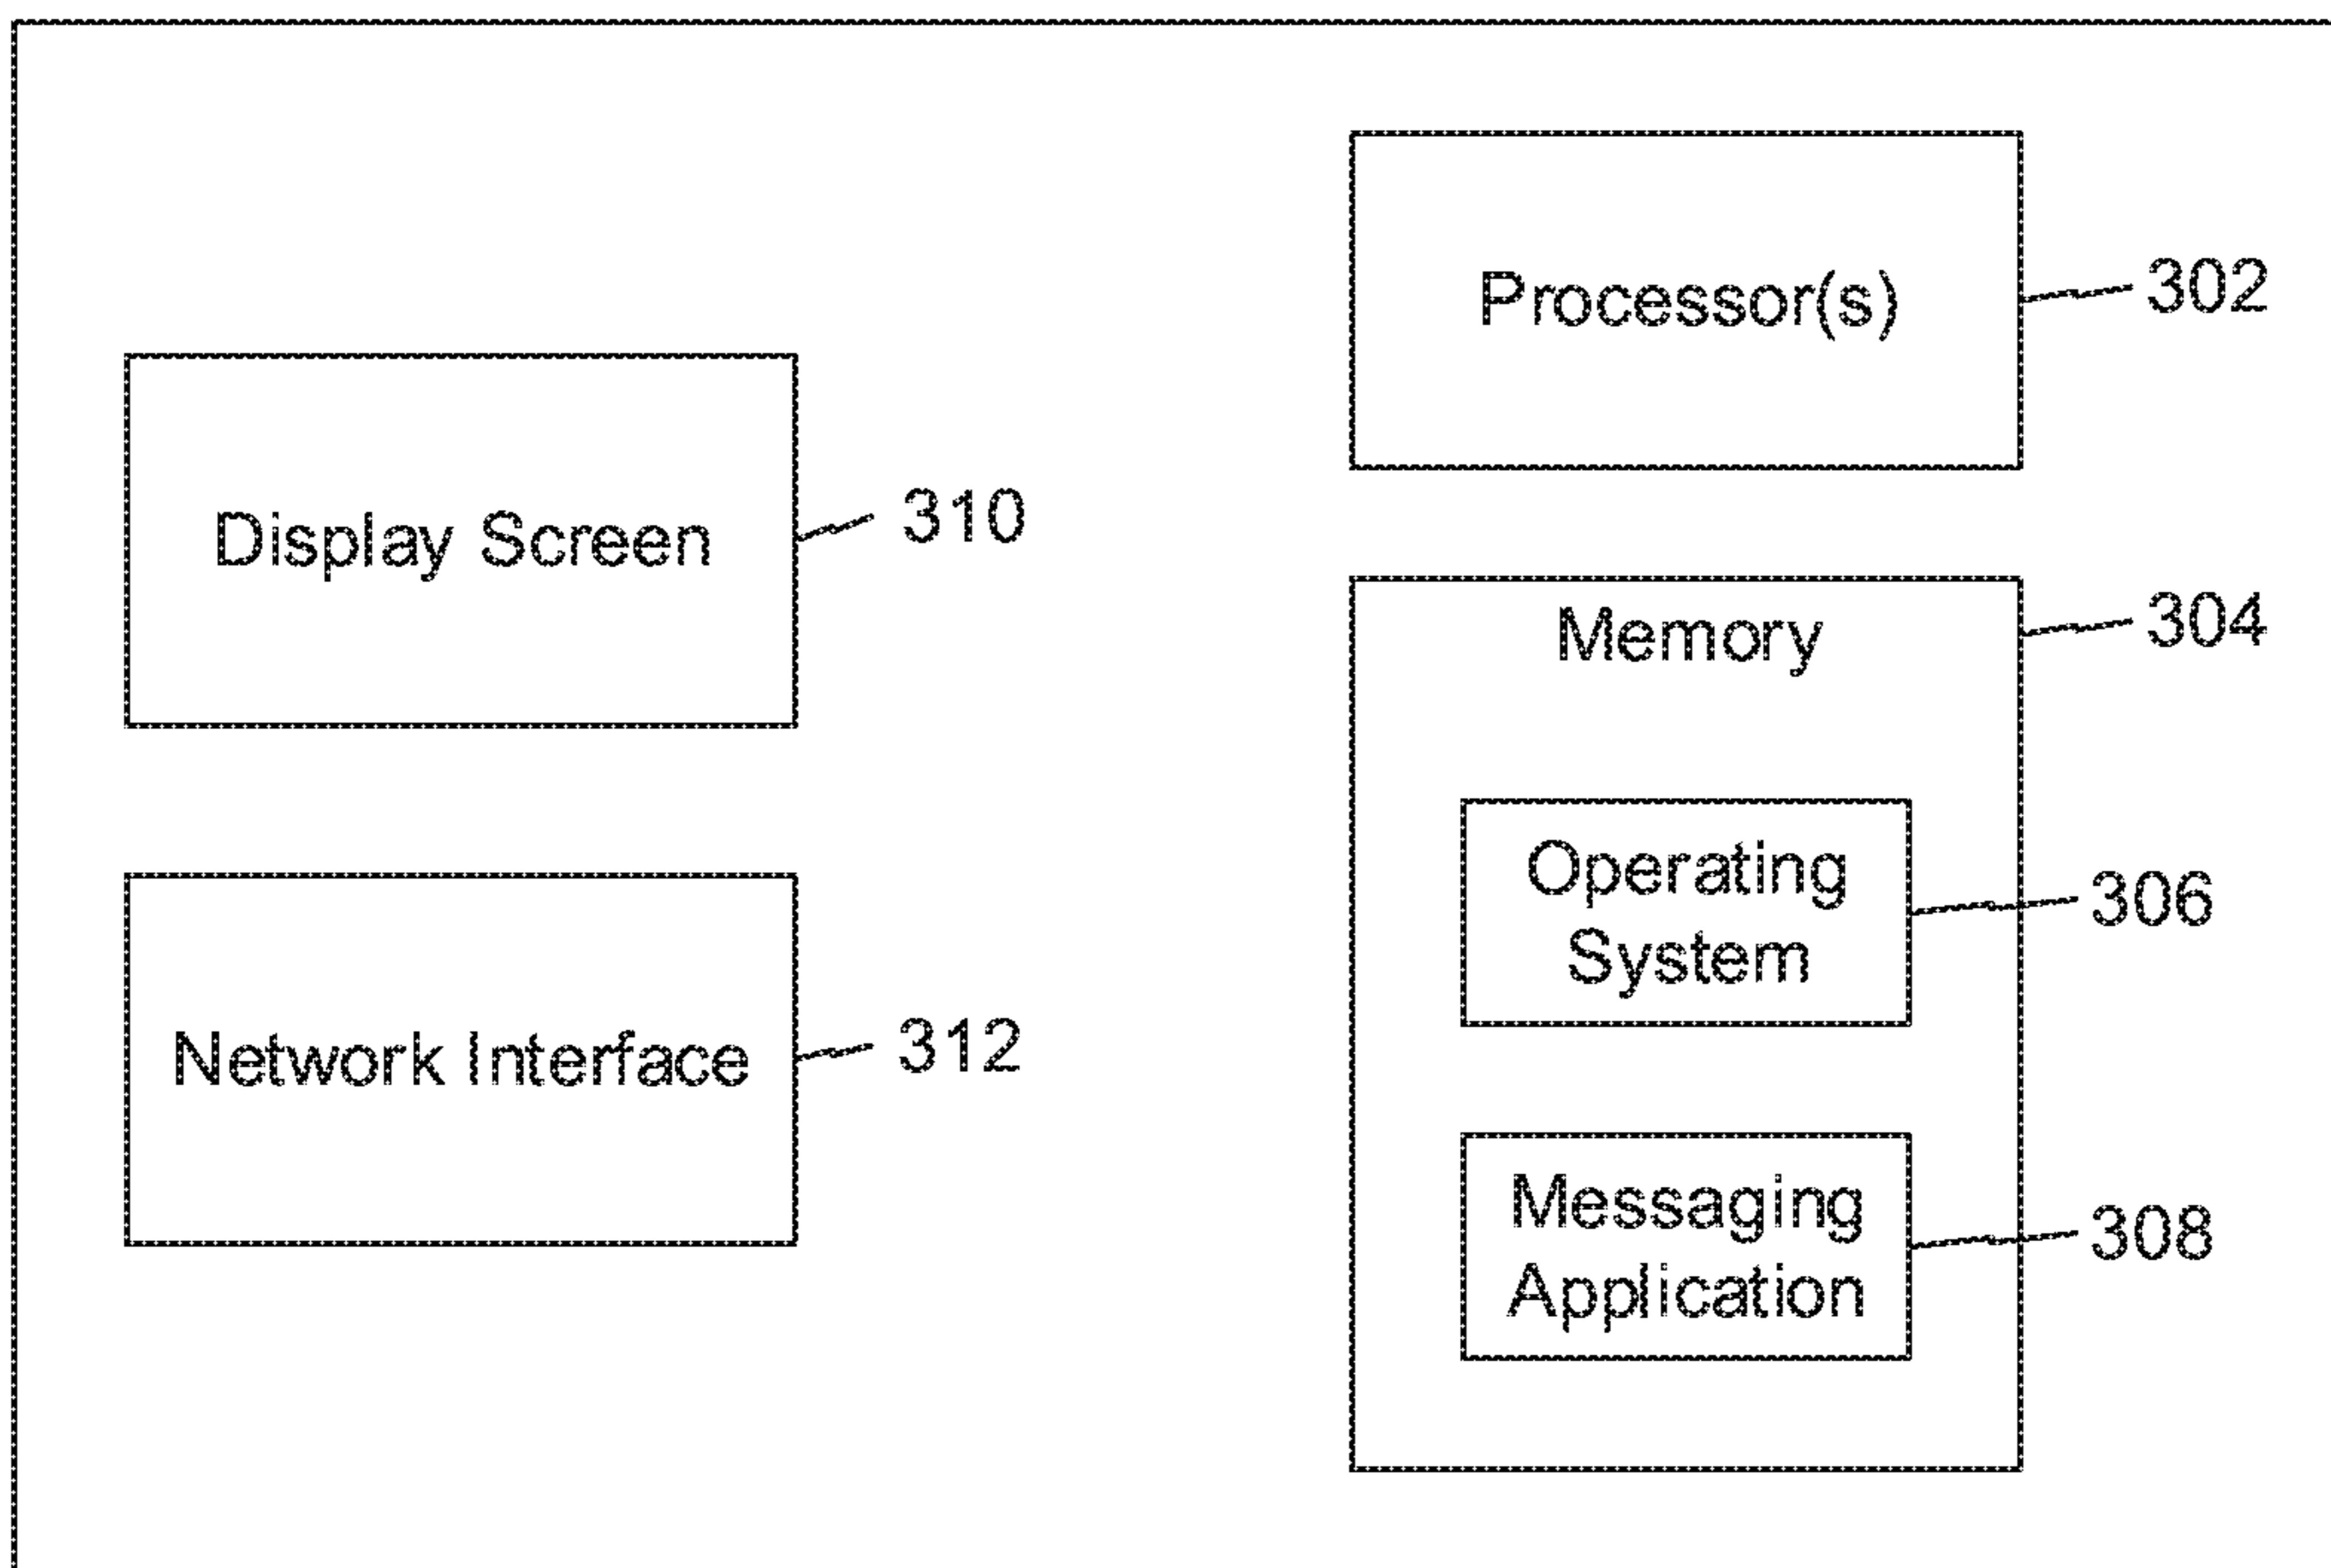 Processor(s)
302
Display Screen
310
Memory
304
Operating
System
306
Network Interface
312
Messaging
Application
308